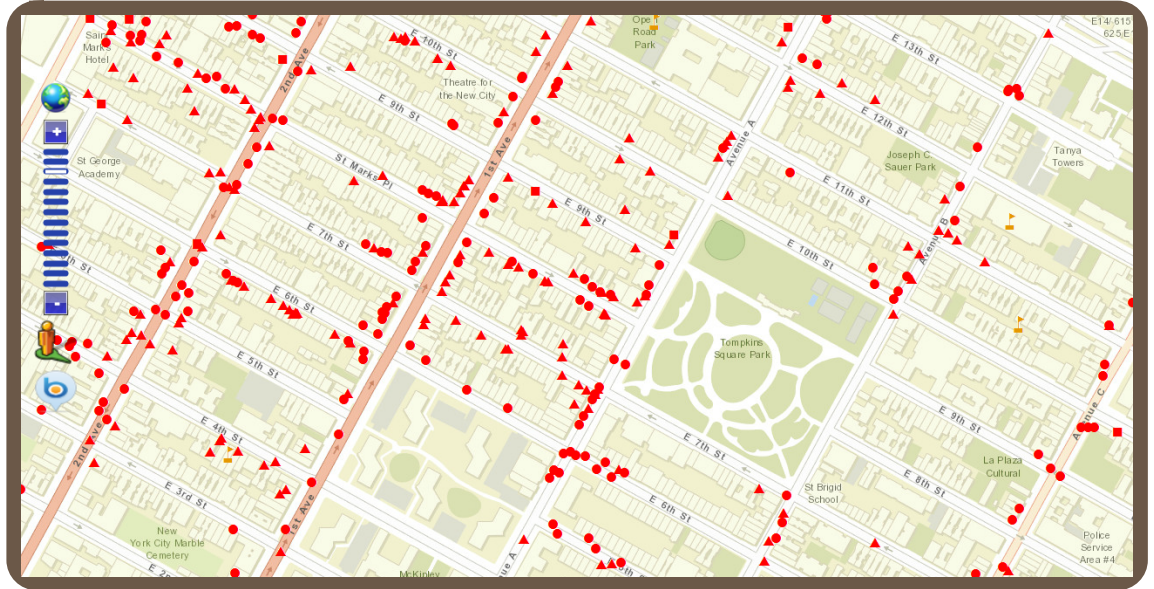 E14/ 615
625/E
Open
Road
Park
E 10th St
E 13th St
Saint
Mark's
Hotel
2nd Ave
Theatre for
the New City
E 9th St
E 12th St
Avenue A
Tanya
Towers
Joseph C.
Sauer Park
St George
Academy
St Marks Pl
1st Ave
E 11th St
E 9th St
E 7th St
E 10th St
Avenue B
+
E 6th St
-
Tompkins
Square Park
E 5th St
E 9th St
Avenue C
E 4th St
2nd Ave
E 7th St
La Plaza
Cultural
E 8th St
St Brigid
School
E 3rd St
E 6th St
1st Ave
New
York City Marble
Cemetery
Police
Service
Area #4
McKinley